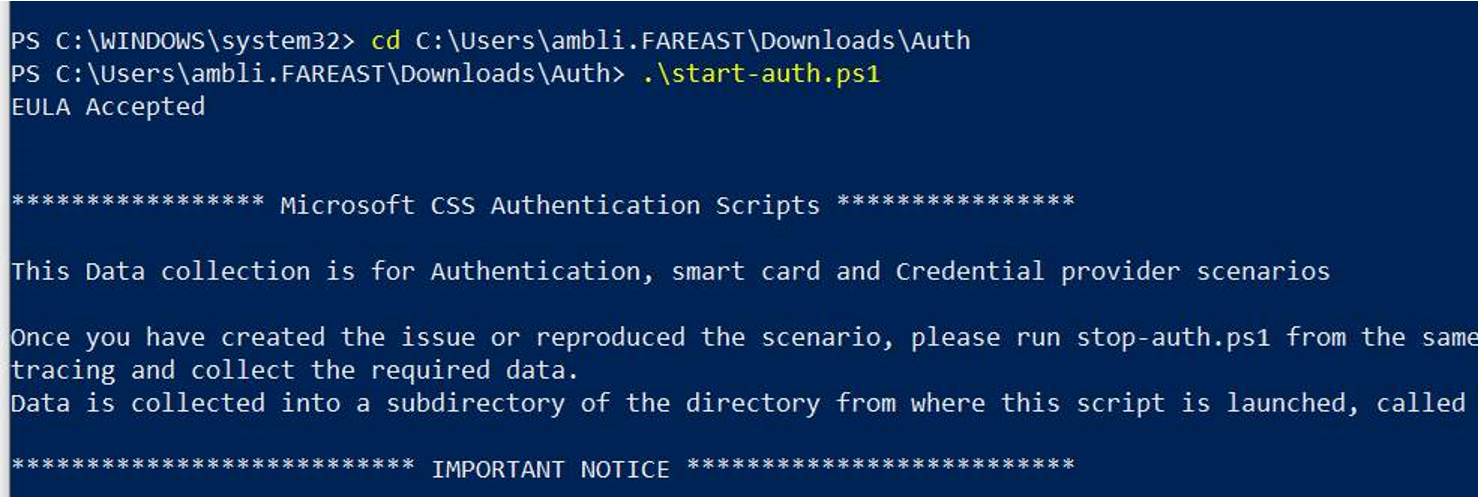 PS C:\WINDOWS\system32> cd C:\Users\ambli.FAREAST\Downloads\Auth
PS C:\Users\ambli.FAREAST\Downloads\Auth> .\start-auth.ps1
EULA Accepted
***************** Microsoft CSS Authentication Scripts ****************
This Data collection is for Authentication, smart card and Credential provider scenarios
Once you have created the issue or reproduced the scenario, please run stop-auth.ps1 from the same
tracing and collect the required data.
Data is collected into a subdirectory of the directory from where this script is launched, called
*************************** IMPORTANT NOTICE **************************